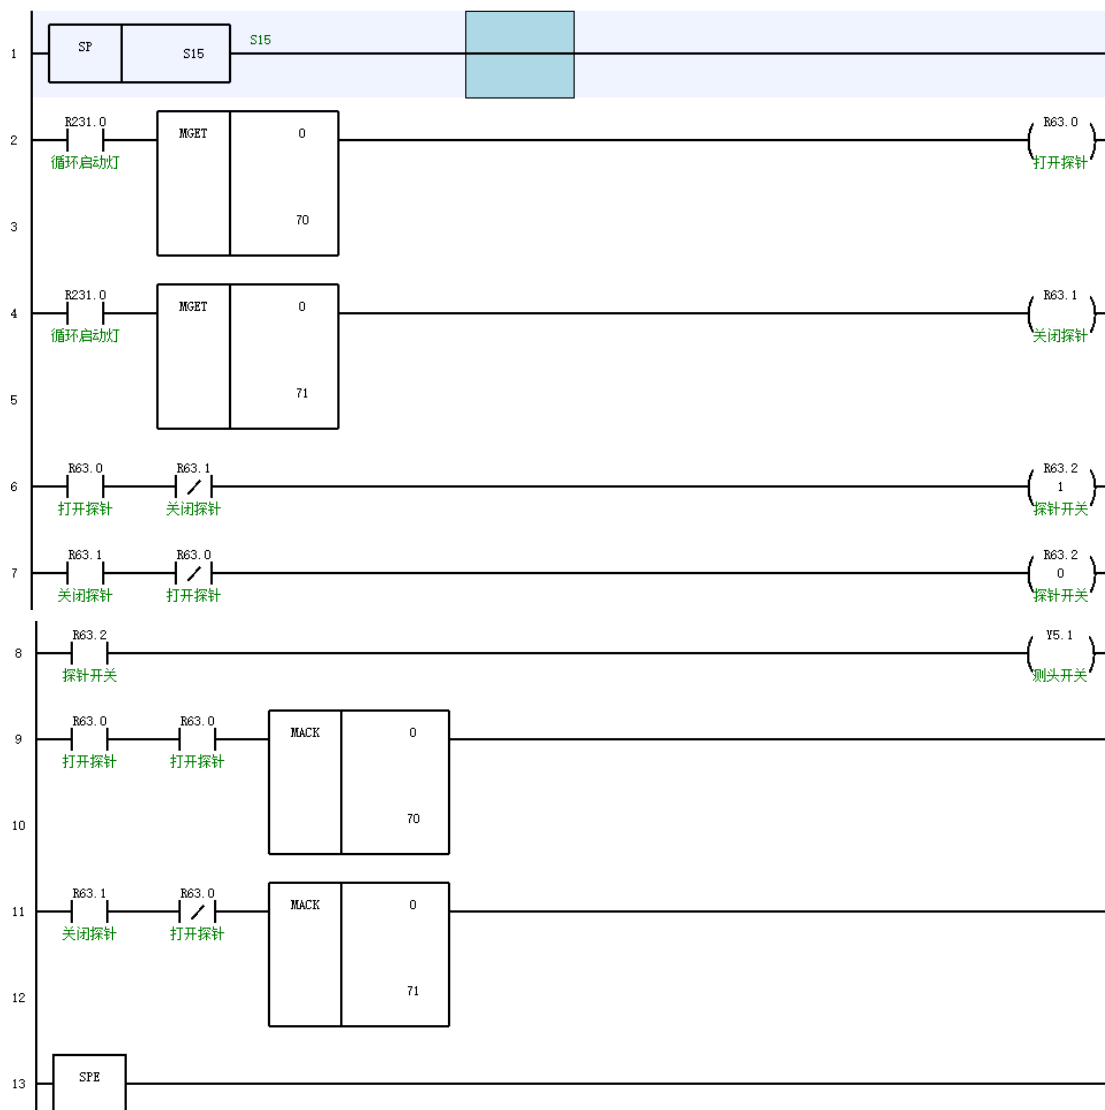 1 SP S15 S15
R231.0 R63.0
2 MGET 0
循环启动灯 打开探针
3 70
R231.0 R63.1
4 MGET 0
循环启动灯 关闭探针
5 71
R63.0 R63.1 R63.2
6 1
打开探针 关闭探针 探针开关
R63.1 R63.0 R63.2
7 0
关闭探针 打开探针 探针开关
R63.2 Y5.1
8
探针开关 测头开关
R63.0 R63.0
9 MACK 0
打开探针 打开探针
10 70
R63.1 R63.0
11 MACK 0
关闭探针 打开探针
12 71
13 SPE